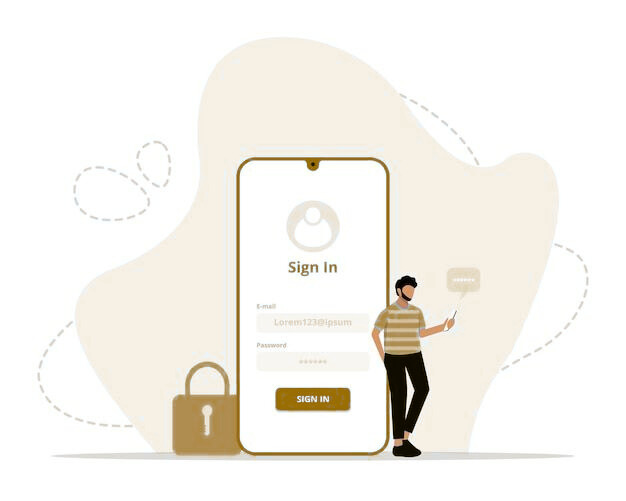 Sign In
E-mail
Lorem123@ipsum
Password
******
SIGN IN
******